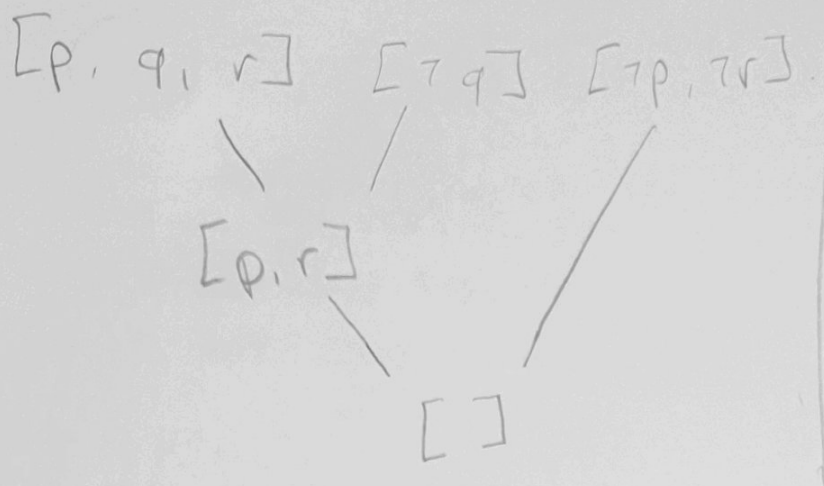 [p, q, r] [¬q] [¬p, ¬r]
[p, r]
[ ]